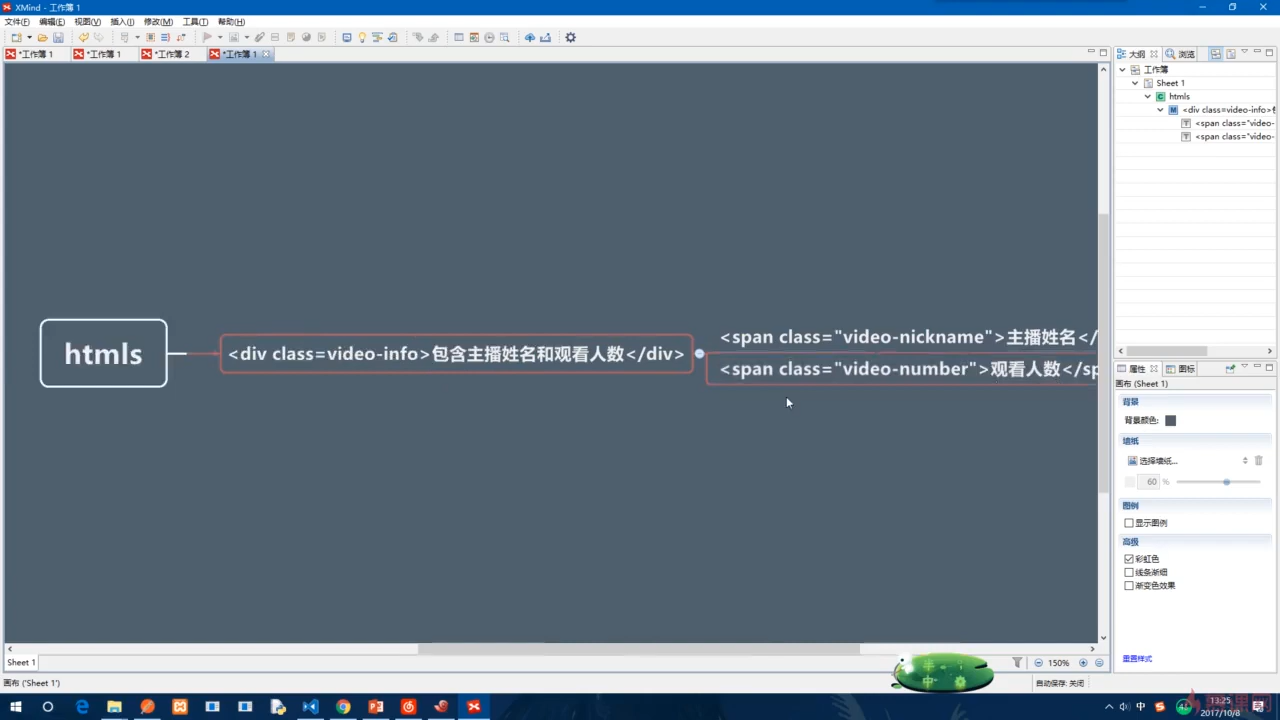 XMind - 工作簿 1
文件(F) 编辑(E) 视图(V) 插入(I) 修改(M) 工具(T) 帮助(H)
*工作簿 1 *工作簿 1 *工作簿 2 *工作簿 1
大纲 浏览
工作簿
Sheet 1
htmls
<div class=video-info>
<span class="video-
<span class="video-
htmls
<div class=video-info>包含主播姓名和观看人数</div>
<span class="video-nickname">主播姓名</
<span class="video-number">观看人数</sp
属性 图标
画布 (Sheet 1)
背景
背景颜色:
墙纸
选择墙纸...
60 %
图例
显示图例
高级
彩虹色
线条渐细
渐变色效果
重置样式
Sheet 1
150%
画布 ('Sheet 1')
自动保存: 关闭
中
13:25
2017/10/8